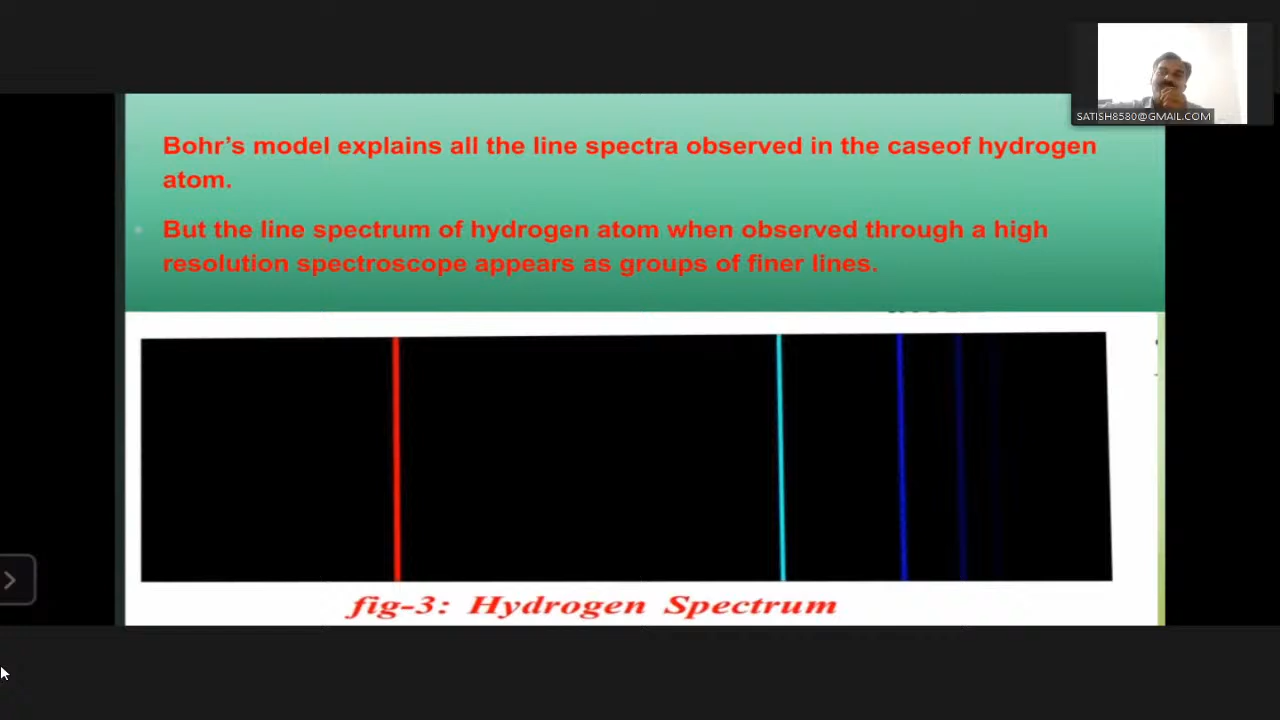 SATISH8580@GMAIL.COM
Bohr's model explains all the line spectra observed in the caseof hydrogen
atom.
But the line spectrum of hydrogen atom when observed through a high
resolution spectroscope appears as groups of finer lines.
fig-3: Hydrogen Spectrum